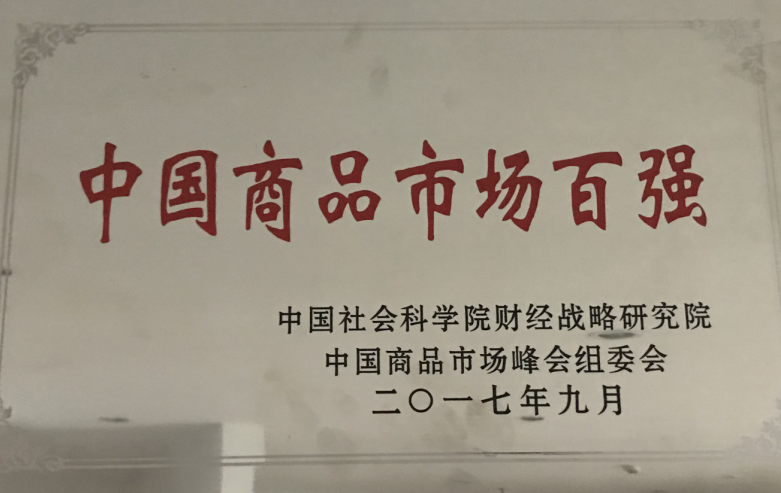 中国商品市场百强
中国社会科学院财经战略研究院
中国商品市场峰会组委会
二〇一七年九月